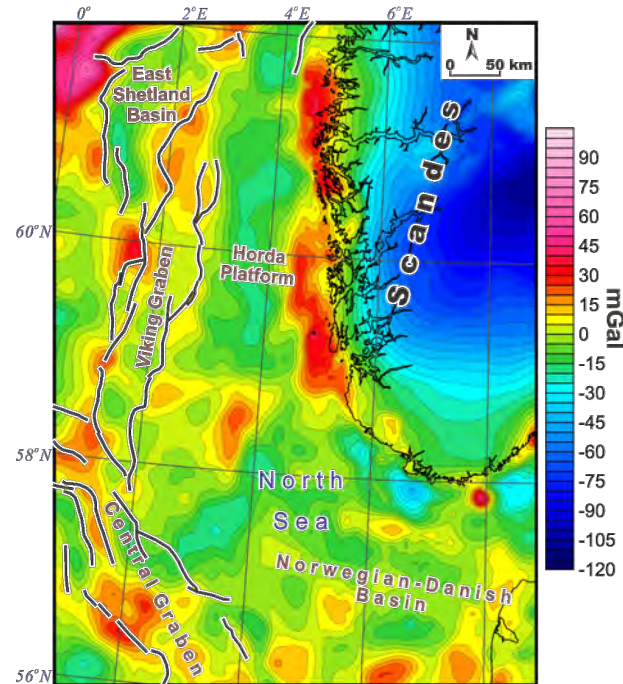 0° 2°E 4°E 6°E
N
0 50 km
East
Shetland
Basin
Scandes
90
75
60
45
30
15
0
-15
-30
-45
-60
-75
-90
-105
-120
mGal
60°N
Horda
Platform
Viking Graben
58°N
North
Sea
Central Graben
Norwegian-Danish
Basin
56°N